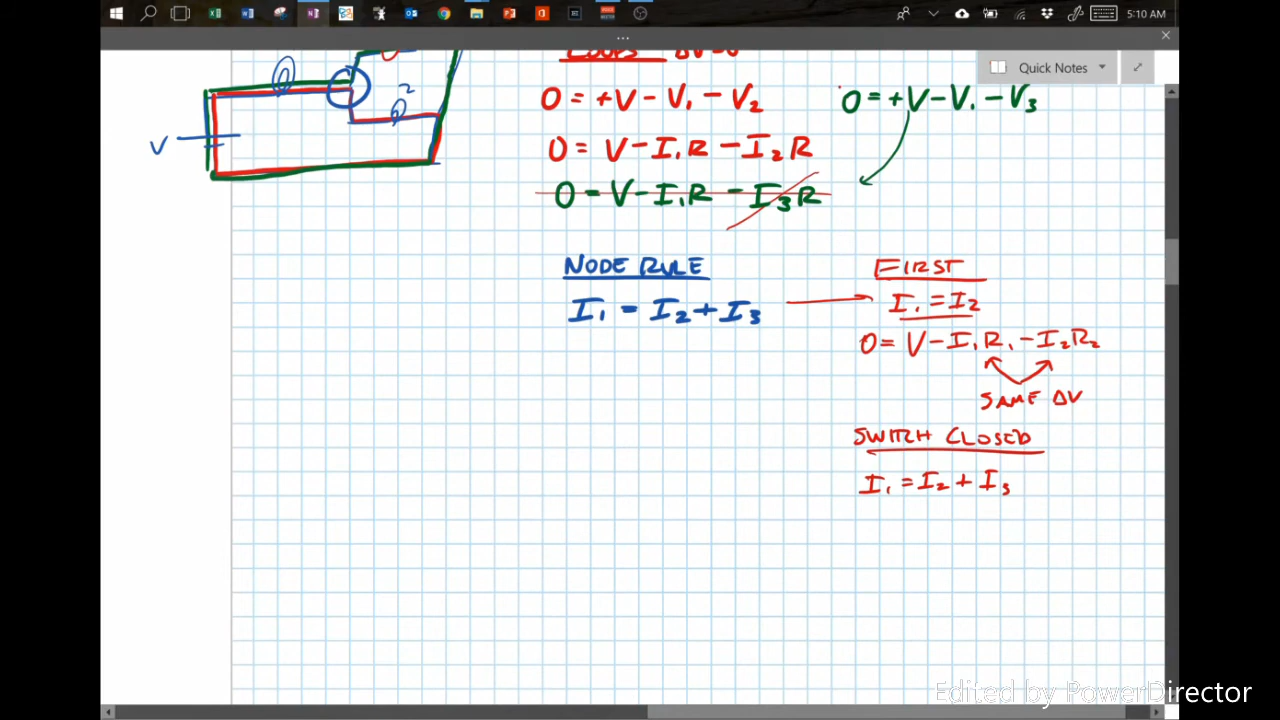 5:10 AM
...
Quick Notes
LOOPS
0 = +V - V₁ - V₂
0 = +V - V₁ - V₃
0 = V - I₁R - I₂R
0 = V - I₁R - I₃R
V
2
NODE RULE
I₁ = I₂ + I₃
FIRST
I₁ = I₂
0 = V - I₁R₁ - I₂R₂
SAME ΔV
SWITCH CLOSED
I₁ = I₂ + I₃
Edited by PowerDirector